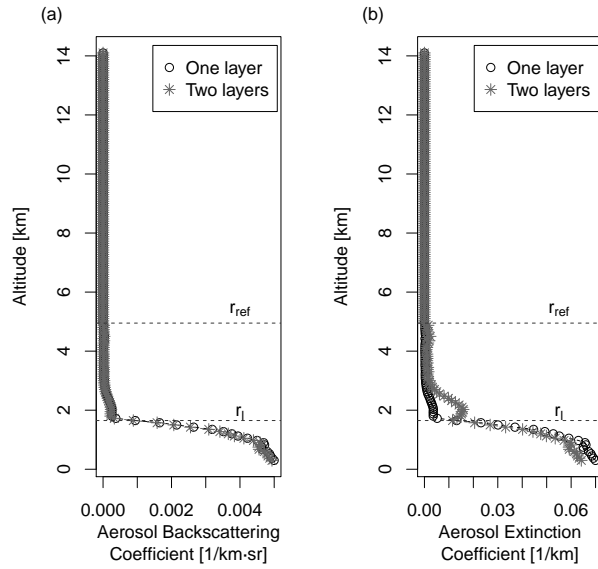 (a)
One layer
Two layers
Altitude [km]
14
12
10
8
6
4
2
0
r_ref
r_l
0.000
0.002
0.004
Aerosol Backscattering
Coefficient [1/km·sr]
(b)
One layer
Two layers
Altitude [km]
14
12
10
8
6
4
2
0
r_ref
r_l
0.00
0.03
0.06
Aerosol Extinction
Coefficient [1/km]